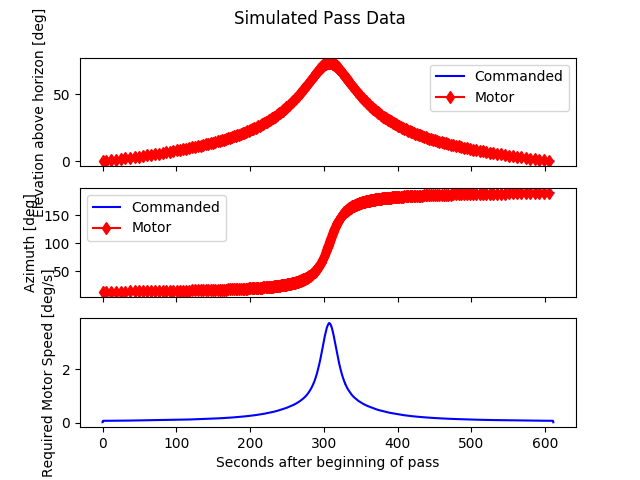 Simulated Pass Data
Elevation above horizon [deg]
50
0
Commanded
Motor
Azimuth [deg]
150
100
50
Commanded
Motor
Required Motor Speed [deg/s]
2
0
0 100 200 300 400 500 600
Seconds after beginning of pass